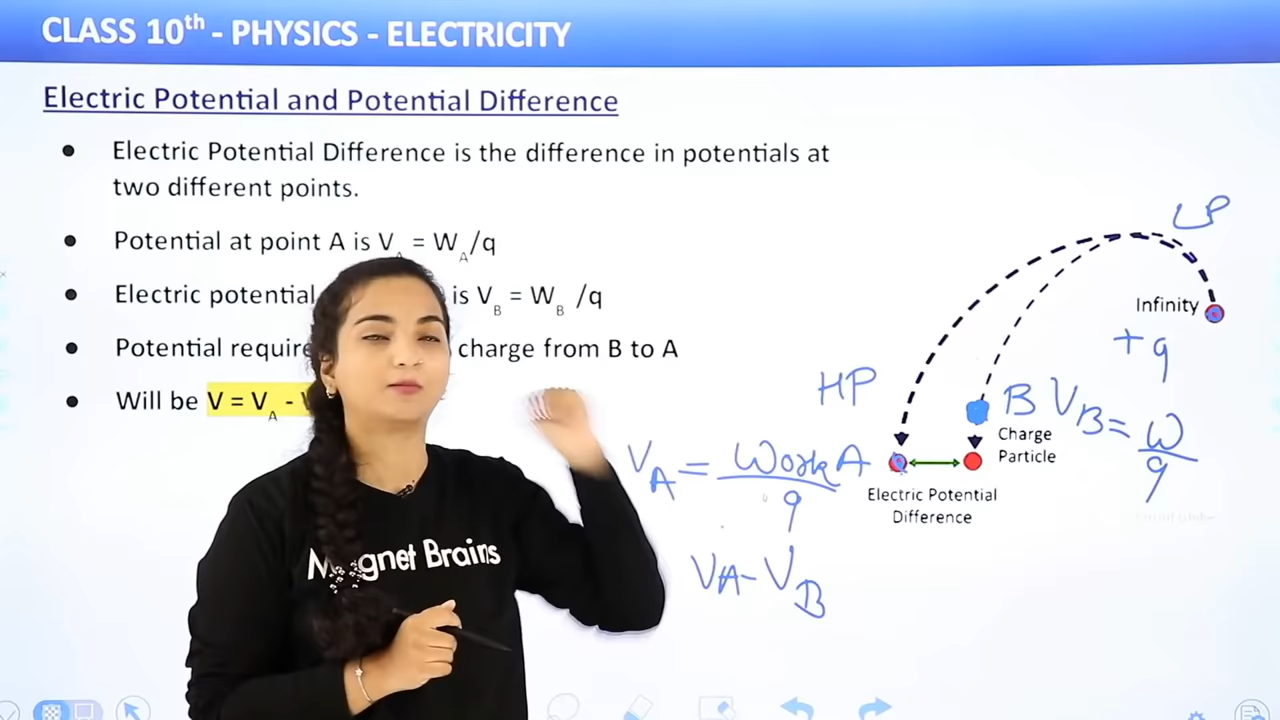 CLASS 10th - PHYSICS - ELECTRICITY
Electric Potential and Potential Difference
● Electric Potential Difference is the difference in potentials at
two different points.
● Potential at point A is VA = WA/q
● Electric potential is VB = WB /q
● Potential charge from B to A
● Will be V = VA -
LP
Infinity
+q
HP
B VB = W/q
Charge
Particle
VA = Work A/q
Electric Potential
Difference
VA - VB
Magnet Brains